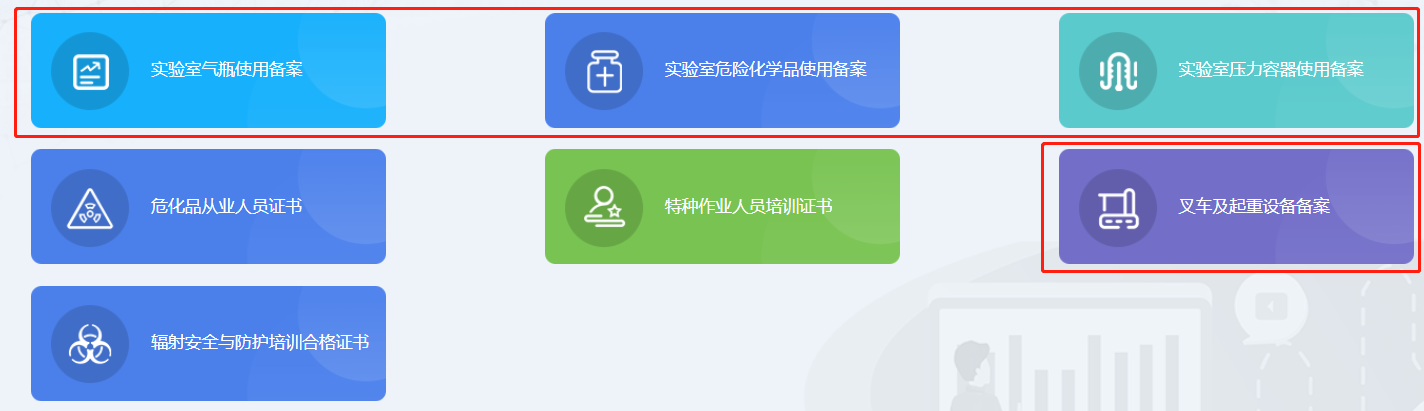 实验室气瓶使用备案
实验室危险化学品使用备案
实验室压力容器使用备案
危化品从业人员证书
特种作业人员培训证书
叉车及起重设备备案
辐射安全与防护培训合格证书